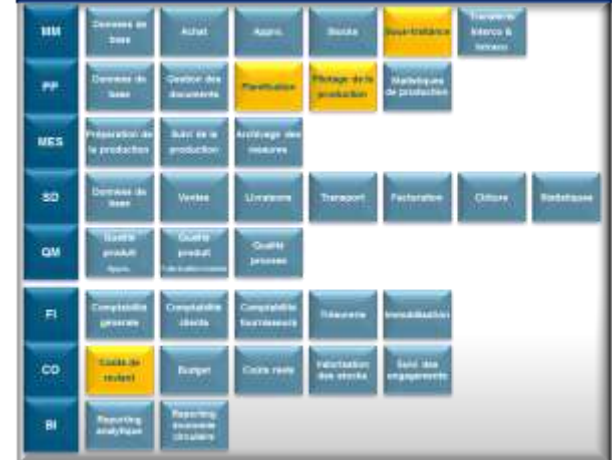 MM
Données de
base
Achat
Appro.
Stocks
Sous-traitance
Transferts
Interco &
PP
Données de
base
Gestion des
documents
Planification
Pilotage de la
production
Statistiques
de production
MES
Préparation de
la production
Suivi de la
production
Archivage des
mesures
SD
Données de
base
Ventes
Livraisons
Transport
Facturation
Clôture
Statistiques
QM
Qualité
produit
Appro.
Qualité
produit
Qualité
process
FI
Comptabilité
générale
Comptabilité
clients
Comptabilité
fournisseurs
Trésorerie
Immobilisation
CO
Coûts de
revient
Budget
Coûts réels
Valorisation
des stocks
Suivi des
engagements
BI
Reporting
analytique
Reporting
économie
circulaire